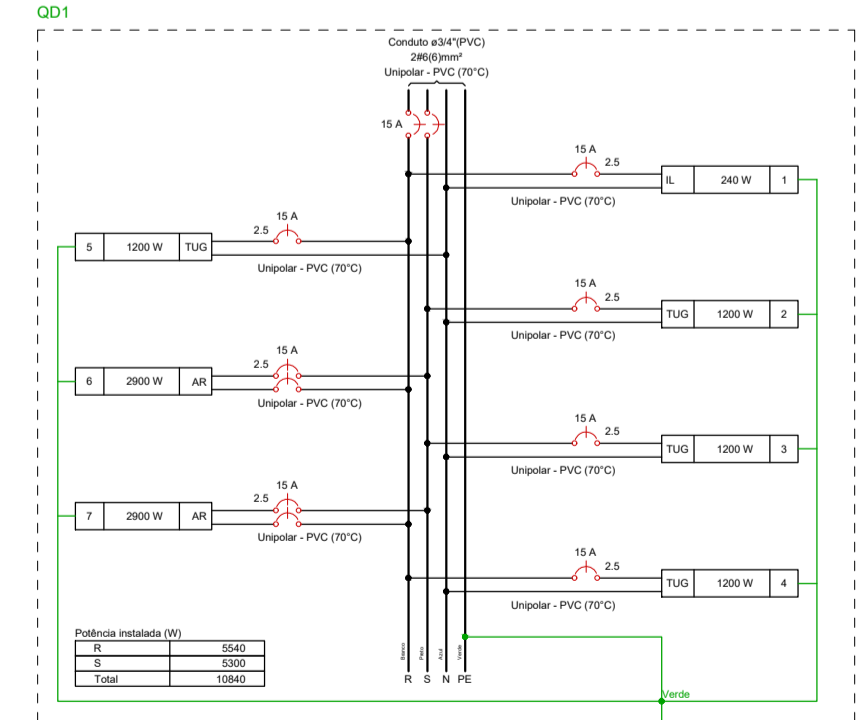 QD1
Conduto ø3/4"(PVC)
2#6(6)mm²
Unipolar - PVC (70°C)
15 A
15 A
2.5
IL 240 W 1
Unipolar - PVC (70°C)
15 A
2.5
5 1200 W TUG
Unipolar - PVC (70°C)
15 A
2.5
TUG 1200 W 2
Unipolar - PVC (70°C)
15 A
2.5
6 2900 W AR
Unipolar - PVC (70°C)
15 A
2.5
TUG 1200 W 3
Unipolar - PVC (70°C)
15 A
2.5
7 2900 W AR
Unipolar - PVC (70°C)
15 A
2.5
TUG 1200 W 4
Unipolar - PVC (70°C)
Potência instalada (W)
R 5540
S 5300
Total 10840
Branco
Preto
Azul
Verde
R S N PE
Verde